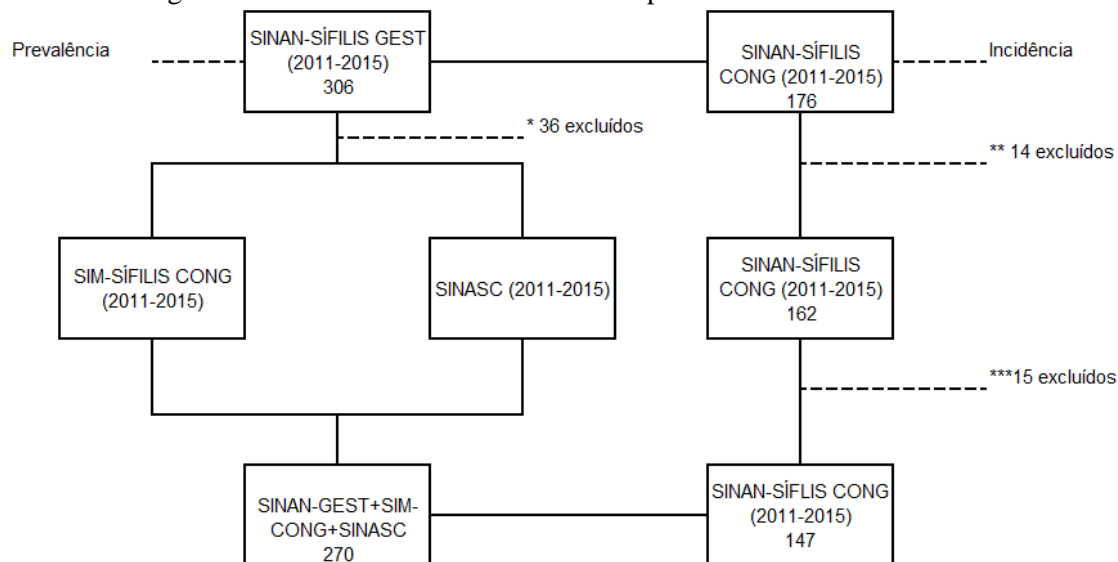 SINAN-SÍFILIS GEST
(2011-2015)
306
Prevalência
SINAN-SÍFILIS
CONG (2011-2015)
176
Incidência
* 36 excluídos
** 14 excluídos
SIM-SÍFILIS CONG
(2011-2015)
SINASC (2011-2015)
SINAN-SÍFILIS
CONG (2011-2015)
162
***15 excluídos
SINAN-GEST+SIM-
CONG+SINASC
270
SINAN-SÍFLIS CONG
(2011-2015)
147